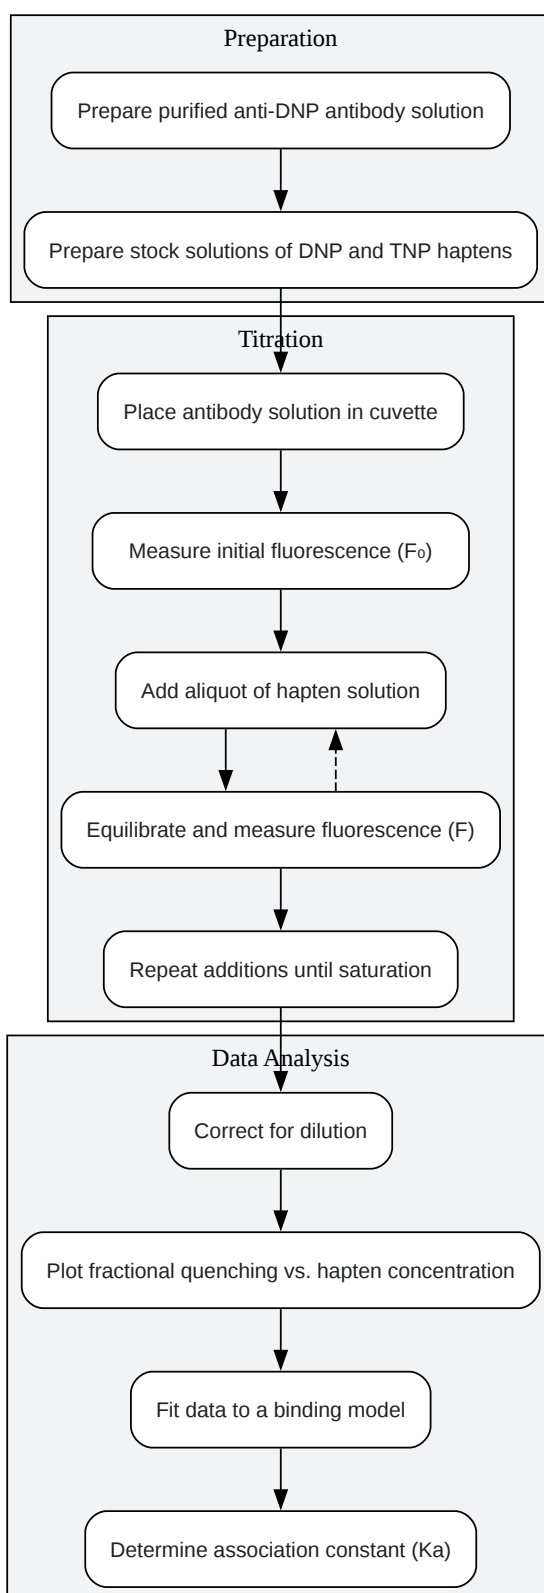 Preparation
Prepare purified anti-DNP antibody solution
Prepare stock solutions of DNP and TNP haptens
Titration
Place antibody solution in cuvette
Measure initial fluorescence (F₀)
Add aliquot of hapten solution
Equilibrate and measure fluorescence (F)
Repeat additions until saturation
Data Analysis
Correct for dilution
Plot fractional quenching vs. hapten concentration
Fit data to a binding model
Determine association constant (Ka)